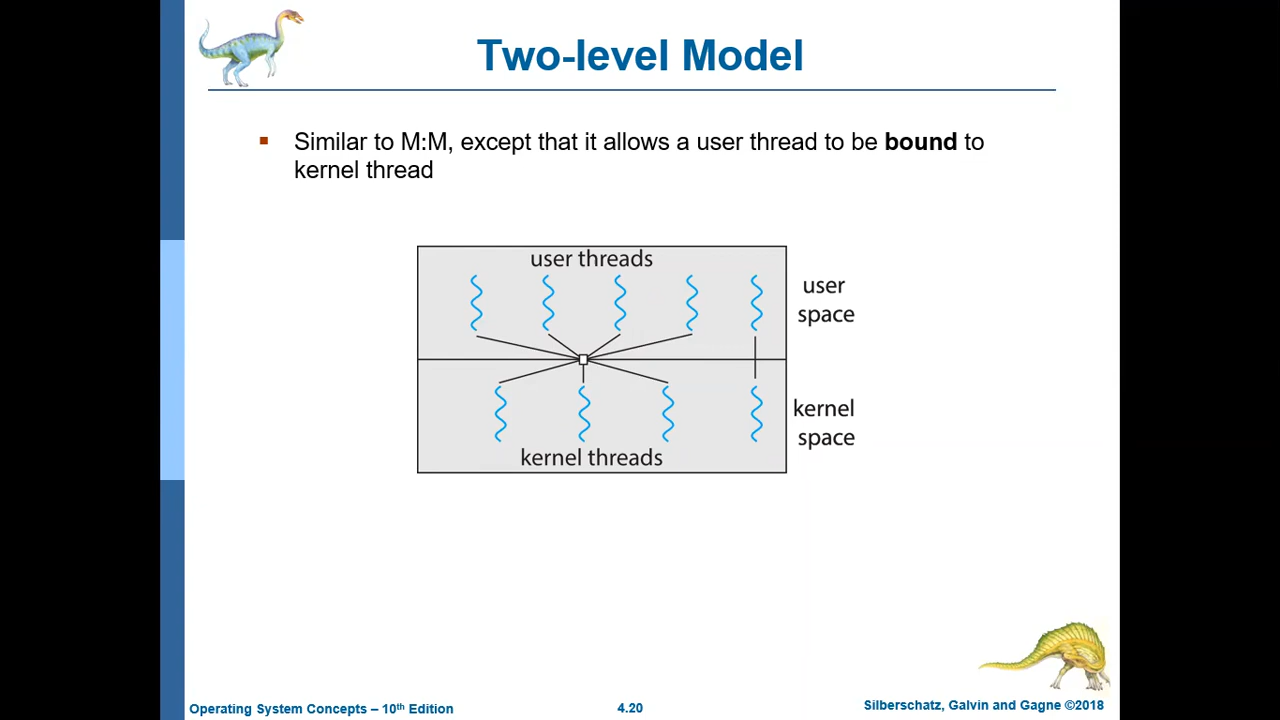 Two-level Model
▪ Similar to M:M, except that it allows a user thread to be bound to
kernel thread
user threads
user
space
kernel
space
kernel threads
Operating System Concepts – 10th Edition
4.20
Silberschatz, Galvin and Gagne ©2018